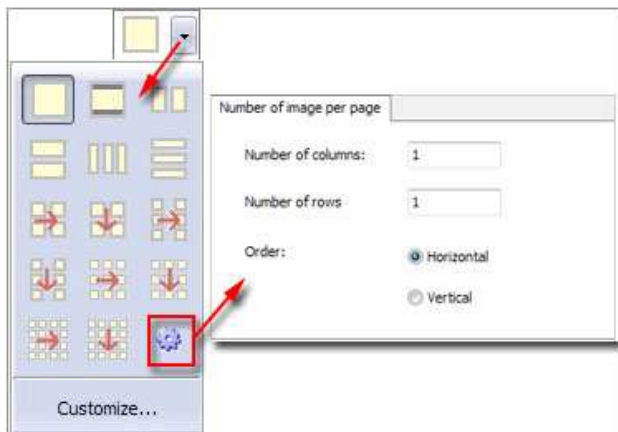 Number of image per page
Number of columns: 1
Number of rows 1
Order: Horizontal
Vertical
Customize...